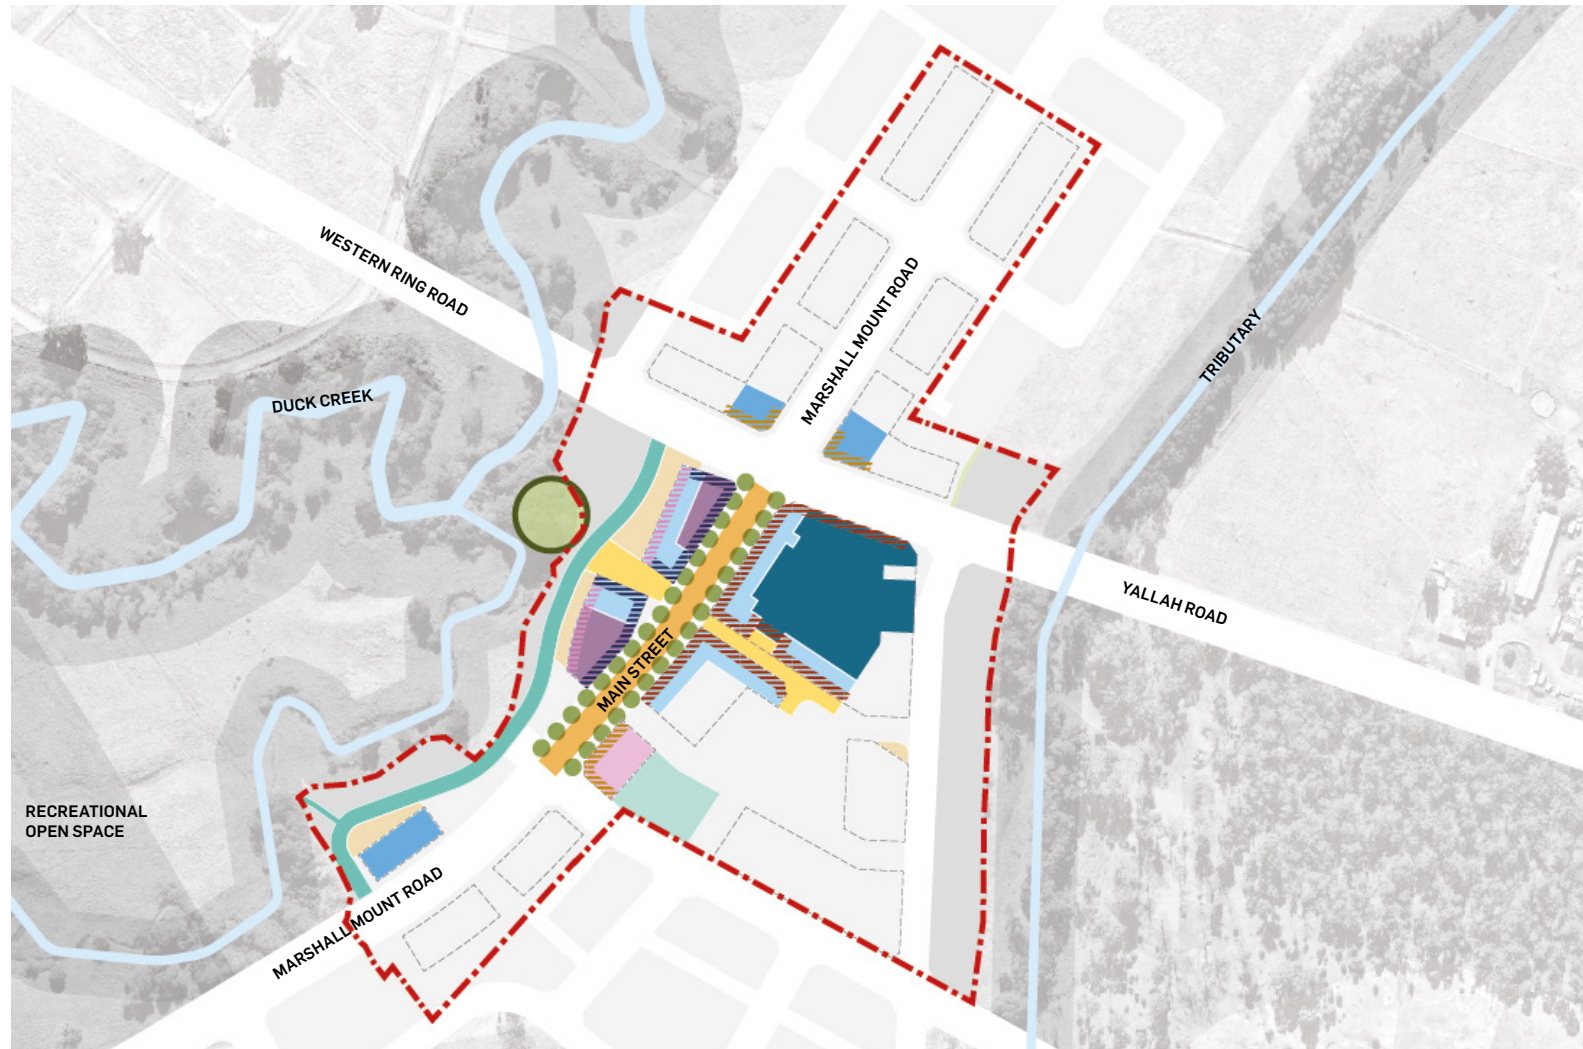 WESTERN RING ROAD
MARSHALL MOUNT ROAD
TRIBUTARY
DUCK CREEK
YALLAH ROAD
MAIN STREET
RECREATIONAL
OPEN SPACE
MARSHALL MOUNT ROAD